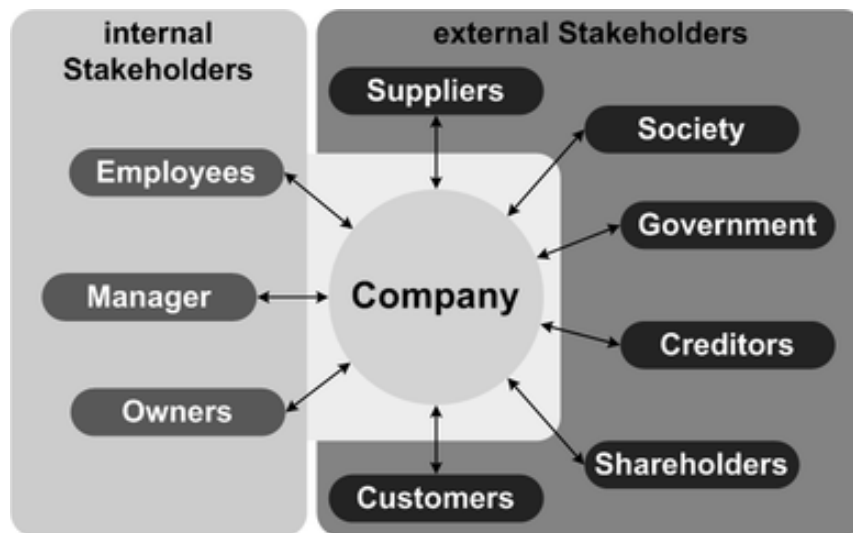 internal
Stakeholders
external Stakeholders
Suppliers
Society
Employees
Government
Manager
Company
Creditors
Owners
Shareholders
Customers